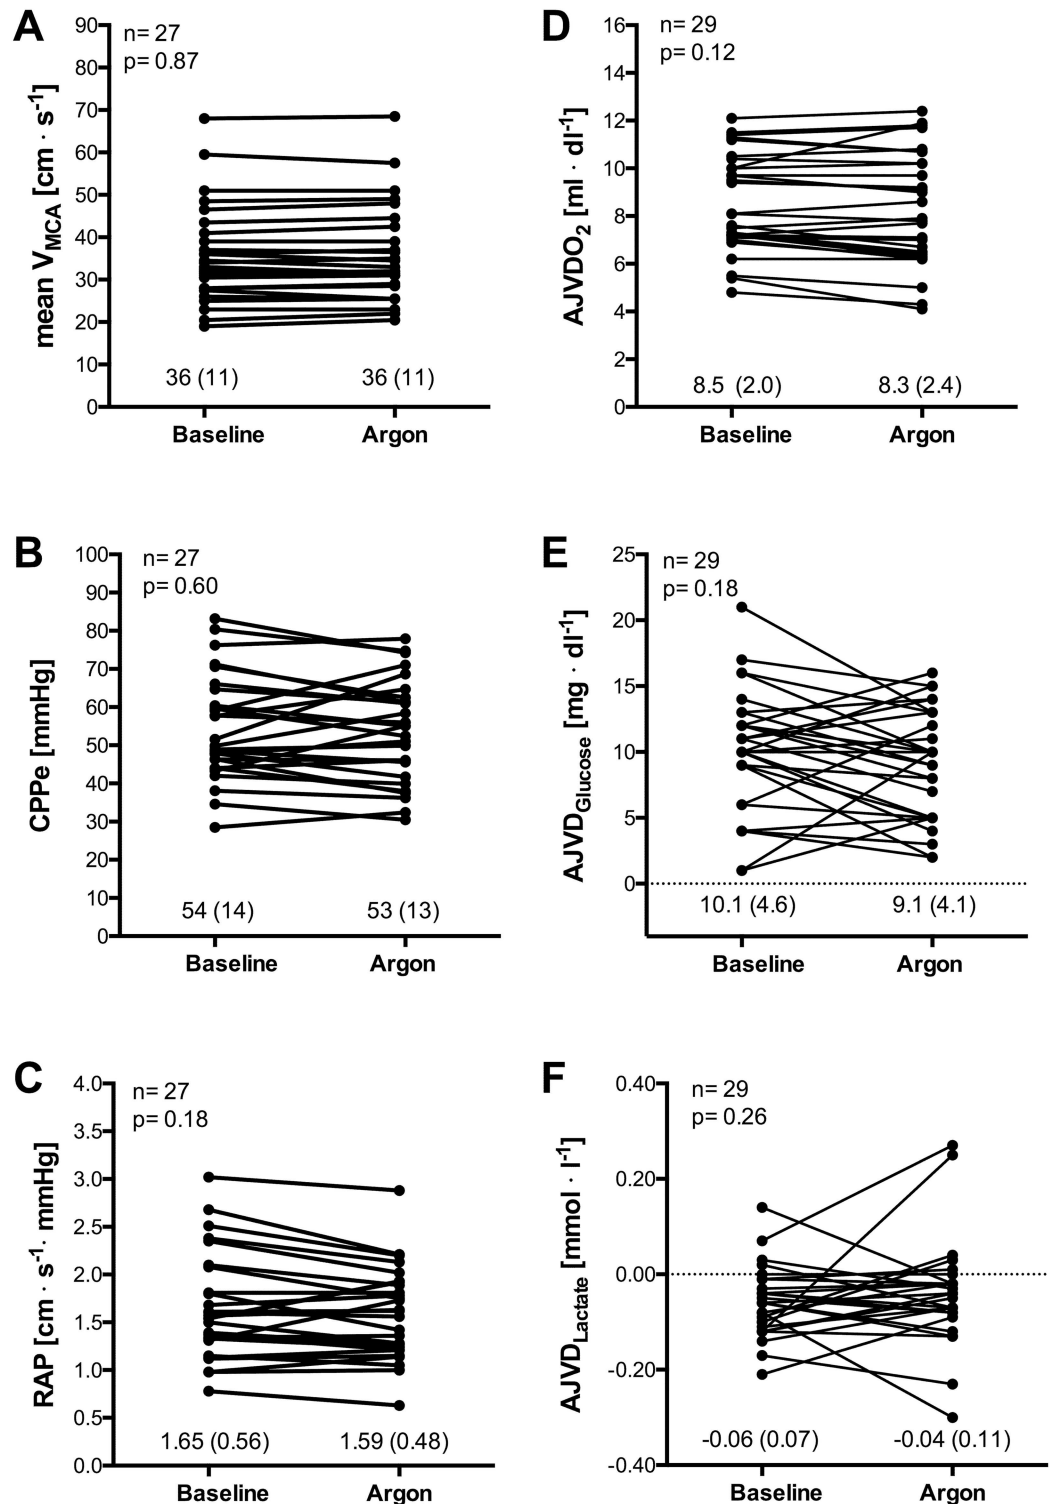 A
n= 27
p= 0.87
mean VMCA [cm · s-1]
90
80
70
60
50
40
30
20
10
0
36 (11)
36 (11)
Baseline
Argon
D
n= 29
p= 0.12
AJVDO2 [ml · dl-1]
16
14
12
10
8
6
4
2
0
8.5 (2.0)
8.3 (2.4)
Baseline
Argon
B
n= 27
p= 0.60
CPPe [mmHg]
100
90
80
70
60
50
40
30
20
10
0
54 (14)
53 (13)
Baseline
Argon
E
n= 29
p= 0.18
AJVDGlucose [mg · dl-1]
25
20
15
10
5
0
10.1 (4.6)
9.1 (4.1)
Baseline
Argon
C
n= 27
p= 0.18
RAP [cm · s-1· mmHg]
4.0
3.5
3.0
2.5
2.0
1.5
1.0
0.5
0.0
1.65 (0.56)
1.59 (0.48)
Baseline
Argon
F
n= 29
p= 0.26
AJVDLactate [mmol · l-1]
0.40
0.20
0.00
-0.20
-0.40
-0.06 (0.07)
-0.04 (0.11)
Baseline
Argon